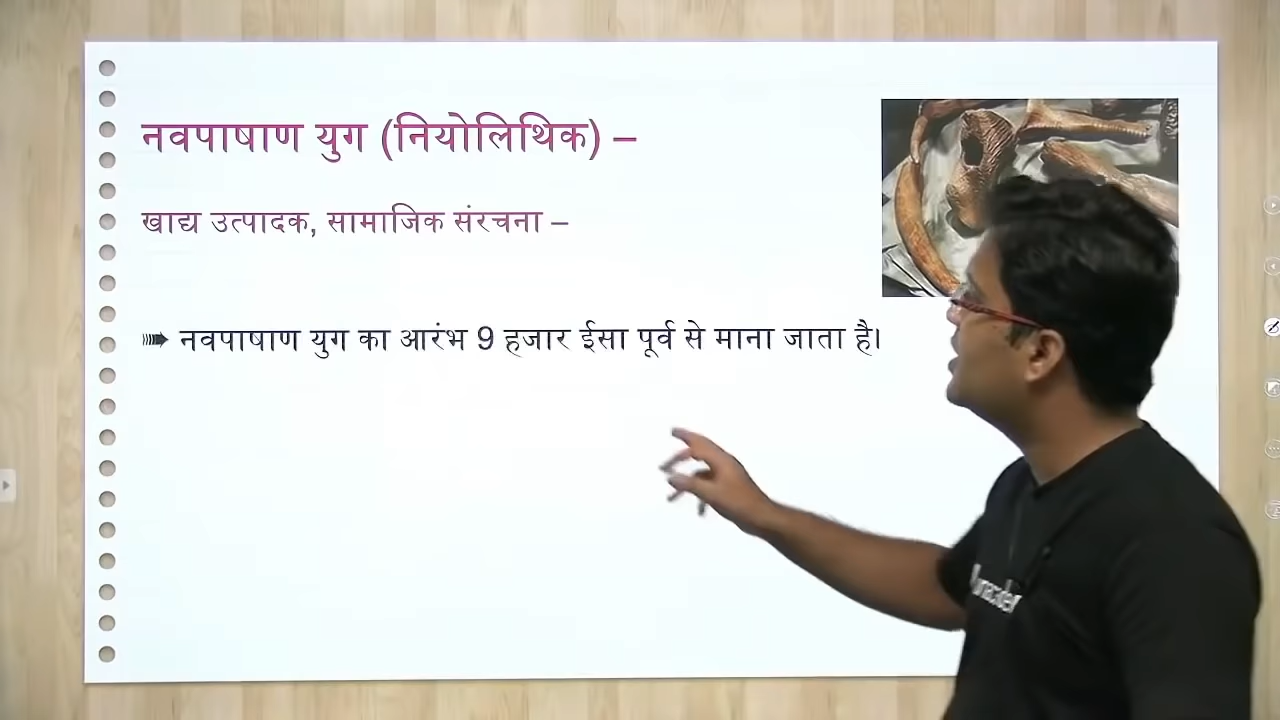 नवपाषाण युग (नियोलिथिक) –
खाद्य उत्पादक, सामाजिक संरचना –
➠ नवपाषाण युग का आरंभ 9 हजार ईसा पूर्व से माना जाता है।